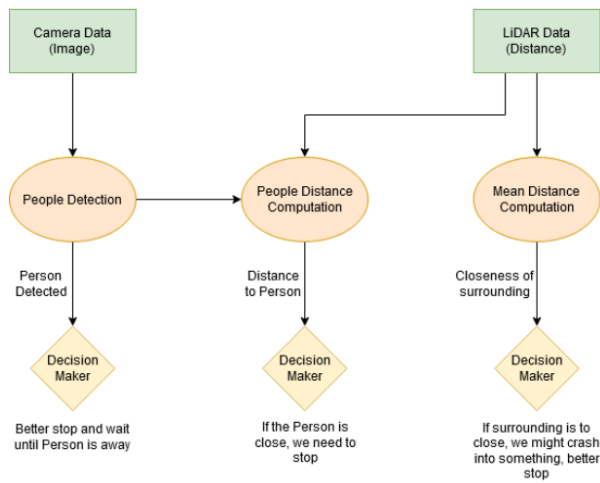 Camera Data
(Image)
LiDAR Data
(Distance)
People Detection
People Distance
Computation
Mean Distance
Computation
Person
Detected
Distance
to Person
Closeness of
surrounding
Decision
Maker
Decision
Maker
Decision
Maker
Better stop and wait
until Person is away
If the Person is
close, we need to
stop
If surrounding is to
close, we might crash
into something, better
stop